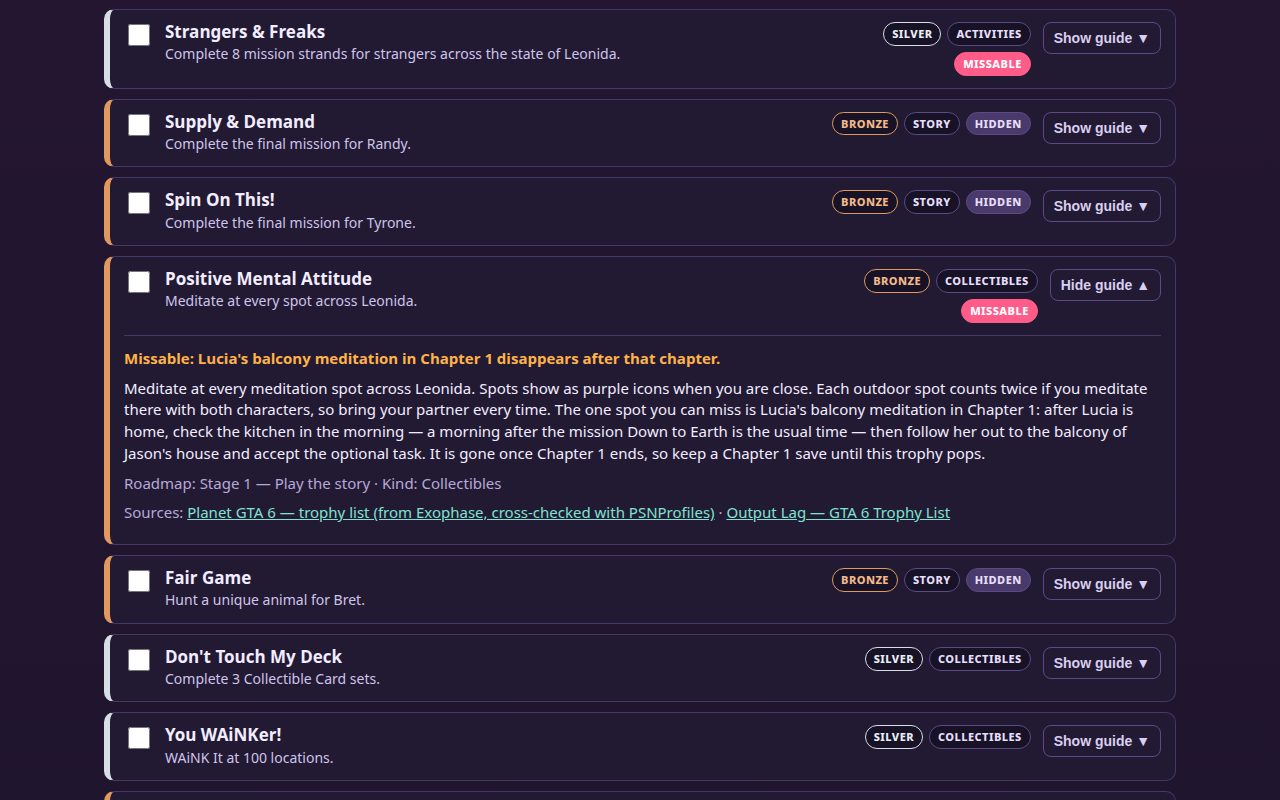 Strangers & Freaks
Complete 8 mission strands for strangers across the state of Leonida.
SILVER
ACTIVITIES
MISSABLE
Show guide ▼
Supply & Demand
Complete the final mission for Randy.
BRONZE
STORY
HIDDEN
Show guide ▼
Spin On This!
Complete the final mission for Tyrone.
BRONZE
STORY
HIDDEN
Show guide ▼
Positive Mental Attitude
Meditate at every spot across Leonida.
BRONZE
COLLECTIBLES
MISSABLE
Hide guide ▲
Missable: Lucia's balcony meditation in Chapter 1 disappears after that chapter.
Meditate at every meditation spot across Leonida. Spots show as purple icons when you are close. Each outdoor spot counts twice if you meditate
there with both characters, so bring your partner every time. The one spot you can miss is Lucia's balcony meditation in Chapter 1: after Lucia is
home, check the kitchen in the morning — a morning after the mission Down to Earth is the usual time — then follow her out to the balcony of
Jason's house and accept the optional task. It is gone once Chapter 1 ends, so keep a Chapter 1 save until this trophy pops.
Roadmap: Stage 1 — Play the story · Kind: Collectibles
Sources: Planet GTA 6 — trophy list (from Exophase, cross-checked with PSNProfiles) · Output Lag — GTA 6 Trophy List
Fair Game
Hunt a unique animal for Bret.
BRONZE
STORY
HIDDEN
Show guide ▼
Don't Touch My Deck
Complete 3 Collectible Card sets.
SILVER
COLLECTIBLES
Show guide ▼
You WAiNKer!
WAiNK It at 100 locations.
SILVER
COLLECTIBLES
Show guide ▼